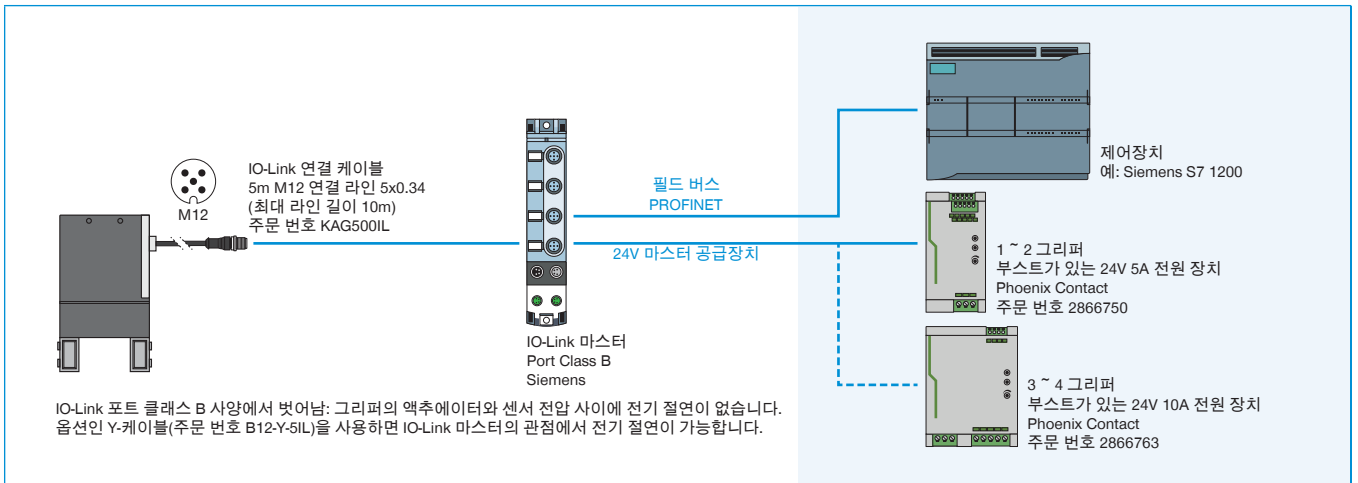 M12
IO-Link 연결 케이블
5m M12 연결 라인 5x0.34
(최대 라인 길이 10m)
주문 번호 KAG500IL
IO-Link 마스터
Port Class B
Siemens
필드 버스
PROFINET
24V 마스터 공급장치
제어장치
예: Siemens S7 1200
1 ~ 2 그리퍼
부스트가 있는 24V 5A 전원 장치
Phoenix Contact
주문 번호 2866750
3 ~ 4 그리퍼
부스트가 있는 24V 10A 전원 장치
Phoenix Contact
주문 번호 2866763
IO-Link 포트 클래스 B 사양에서 벗어남: 그리퍼의 액추에이터와 센서 전압 사이에 전기 절연이 없습니다.
옵션인 Y-케이블(주문 번호 B12-Y-5IL)을 사용하면 IO-Link 마스터의 관점에서 전기 절연이 가능합니다.